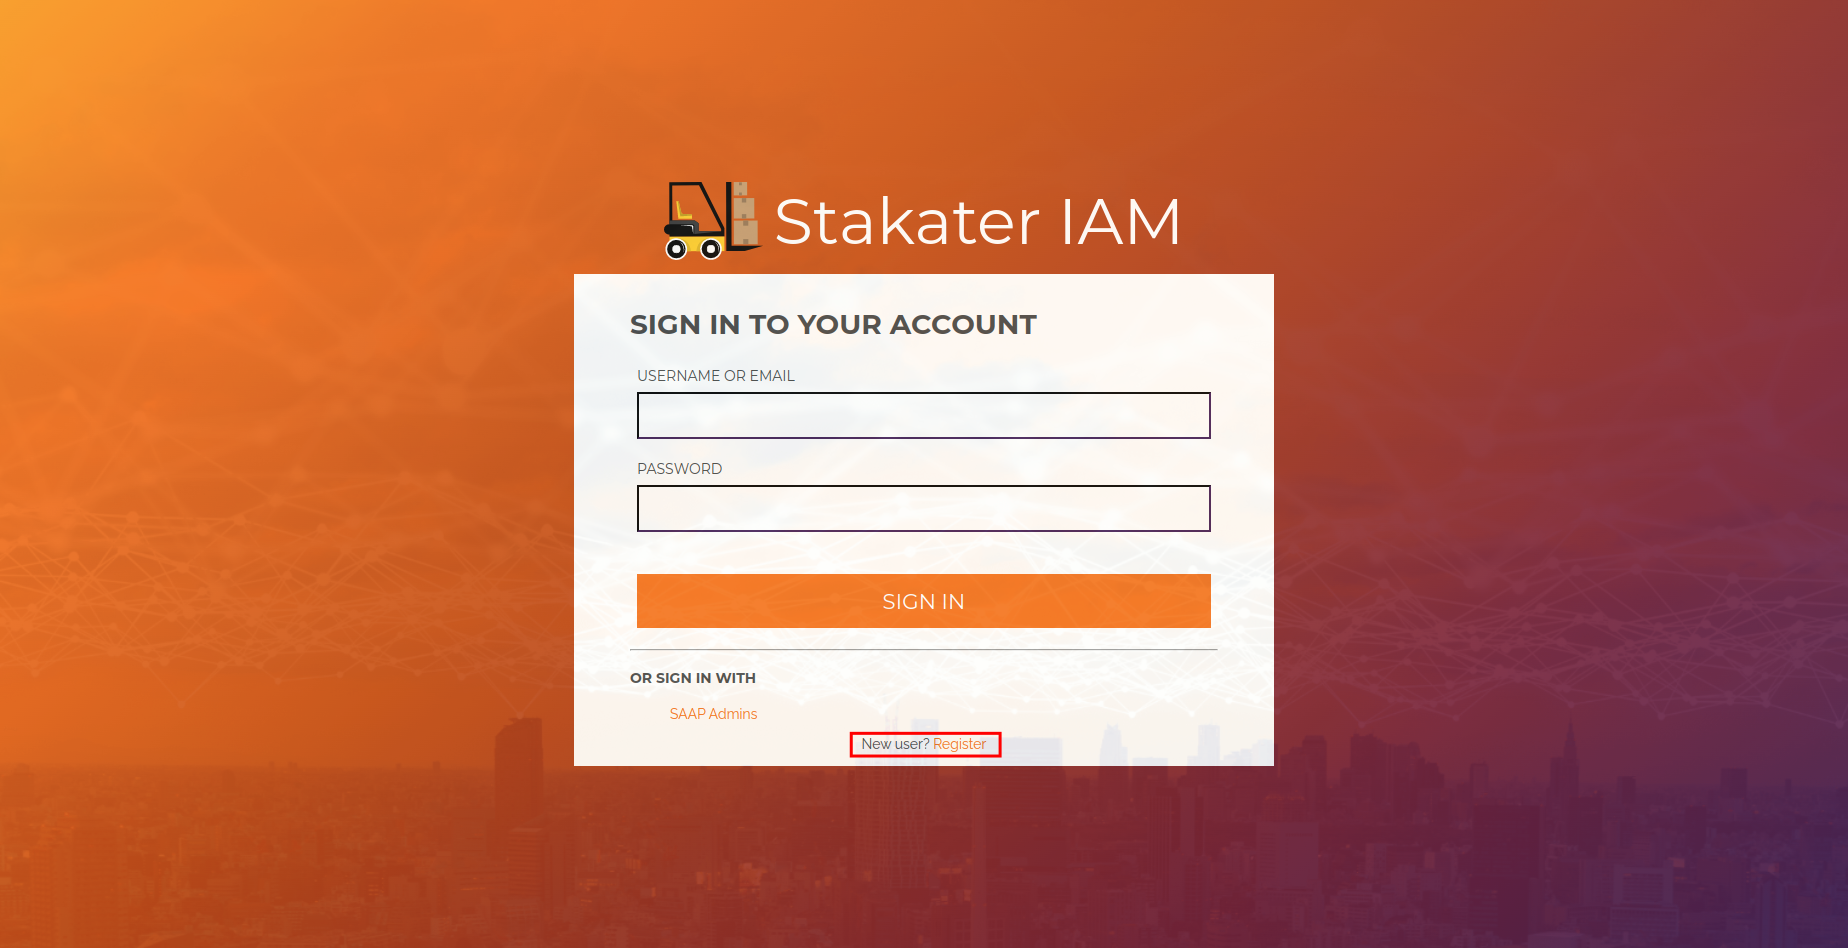 Stakater IAM
SIGN IN TO YOUR ACCOUNT
USERNAME OR EMAIL
PASSWORD
SIGN IN
OR SIGN IN WITH
SAAP Admins
New user? Register